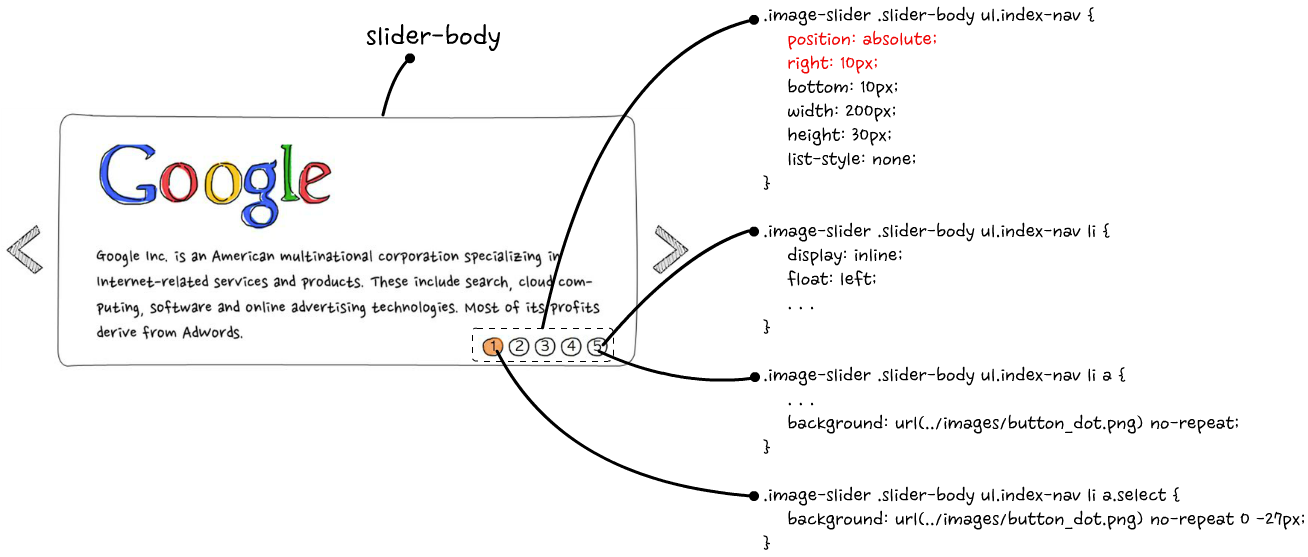 slider-body
Google
Google Inc. is an American multinational corporation specializing in
Internet-related services and products. These include search, cloud com-
puting, software and online advertising technologies. Most of its profits
derive from Adwords.
1 2 3 4 5
.image-slider .slider-body ul.index-nav {
position: absolute;
right: 10px;
bottom: 10px;
width: 200px;
height: 30px;
list-style: none;
}
.image-slider .slider-body ul.index-nav li {
display: inline;
float: left;
. . .
}
.image-slider .slider-body ul.index-nav li a {
. . .
background: url(../images/button_dot.png) no-repeat;
}
.image-slider .slider-body ul.index-nav li a.select {
background: url(../images/button_dot.png) no-repeat 0 -27px;
}